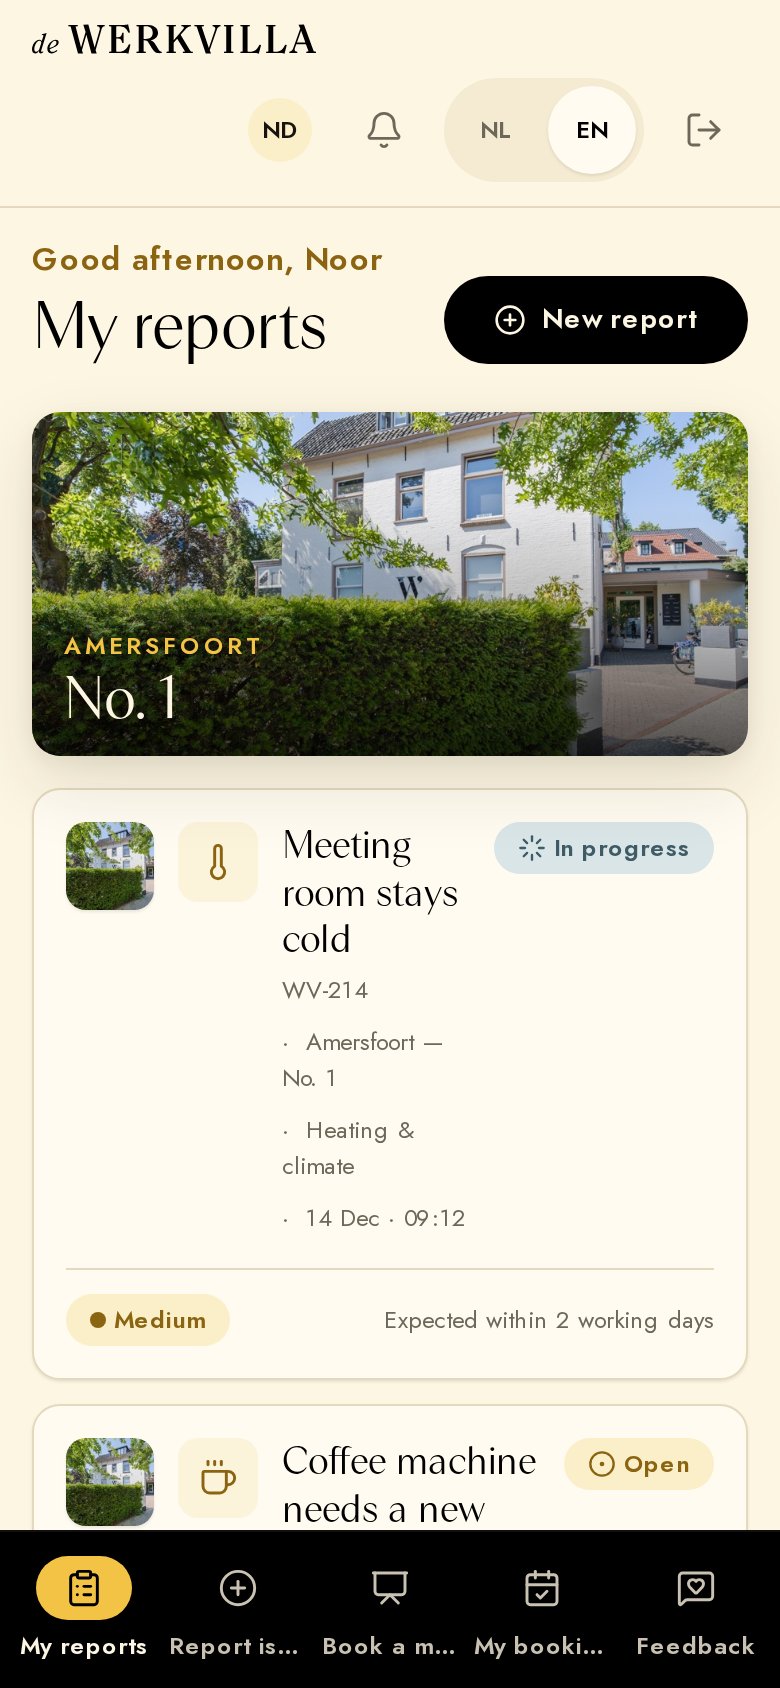 de WERKVILLA
ND
NL
EN
Good afternoon, Noor
My reports
New report
W.
AMERSFOORT
No. 1
Meeting
room stays
cold
In progress
WV-214
· Amersfoort —
No. 1
· Heating &
climate
· 14 Dec · 09:12
Medium
Expected within 2 working days
Coffee machine
needs a new
Open
My reports
Report is...
Book a m...
My booki...
Feedback